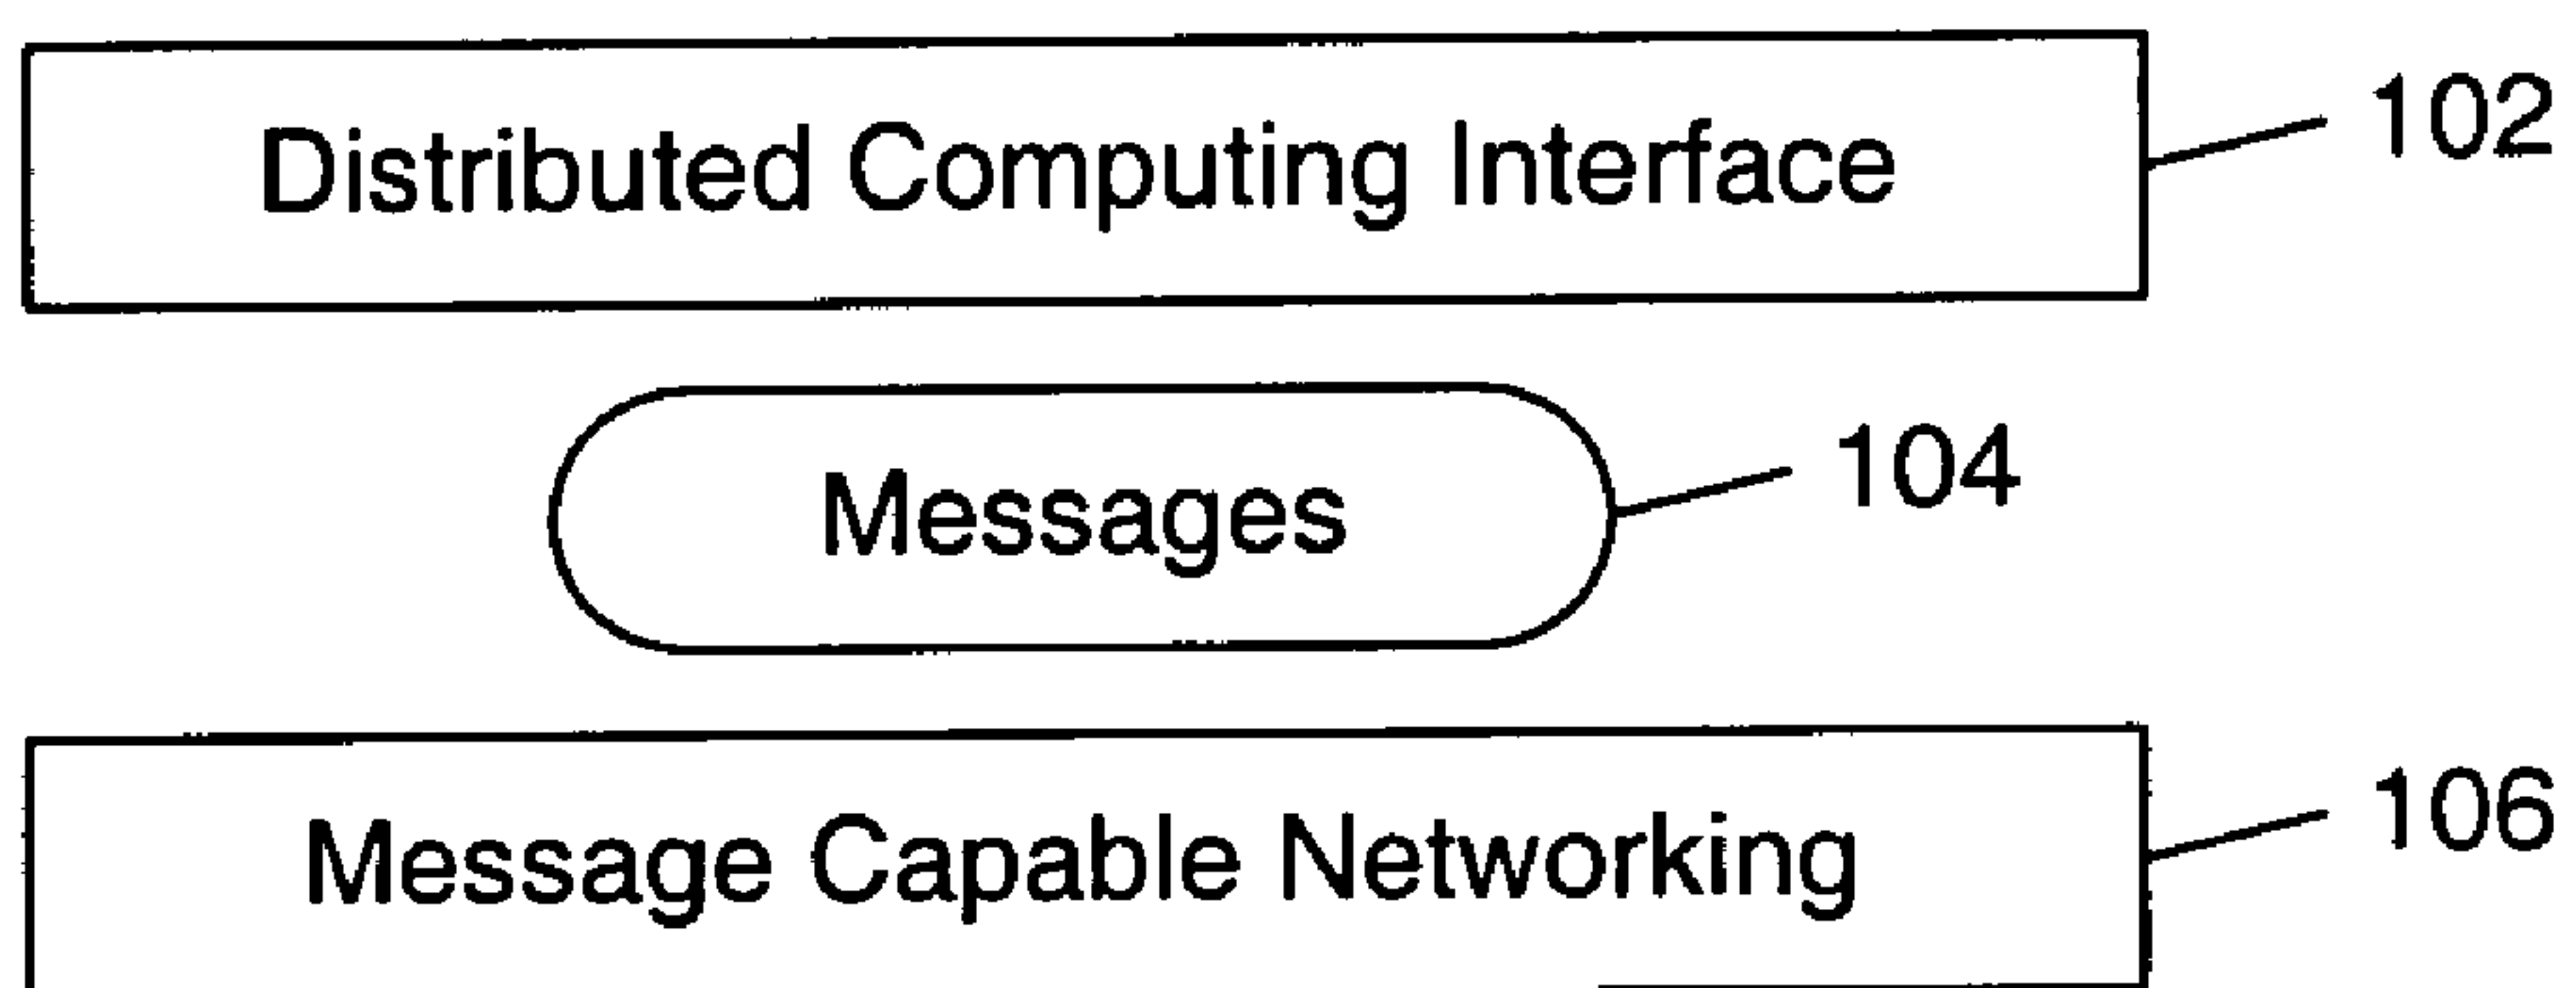 Distributed Computing Interface 102
Messages 104
Message Capable Networking 106